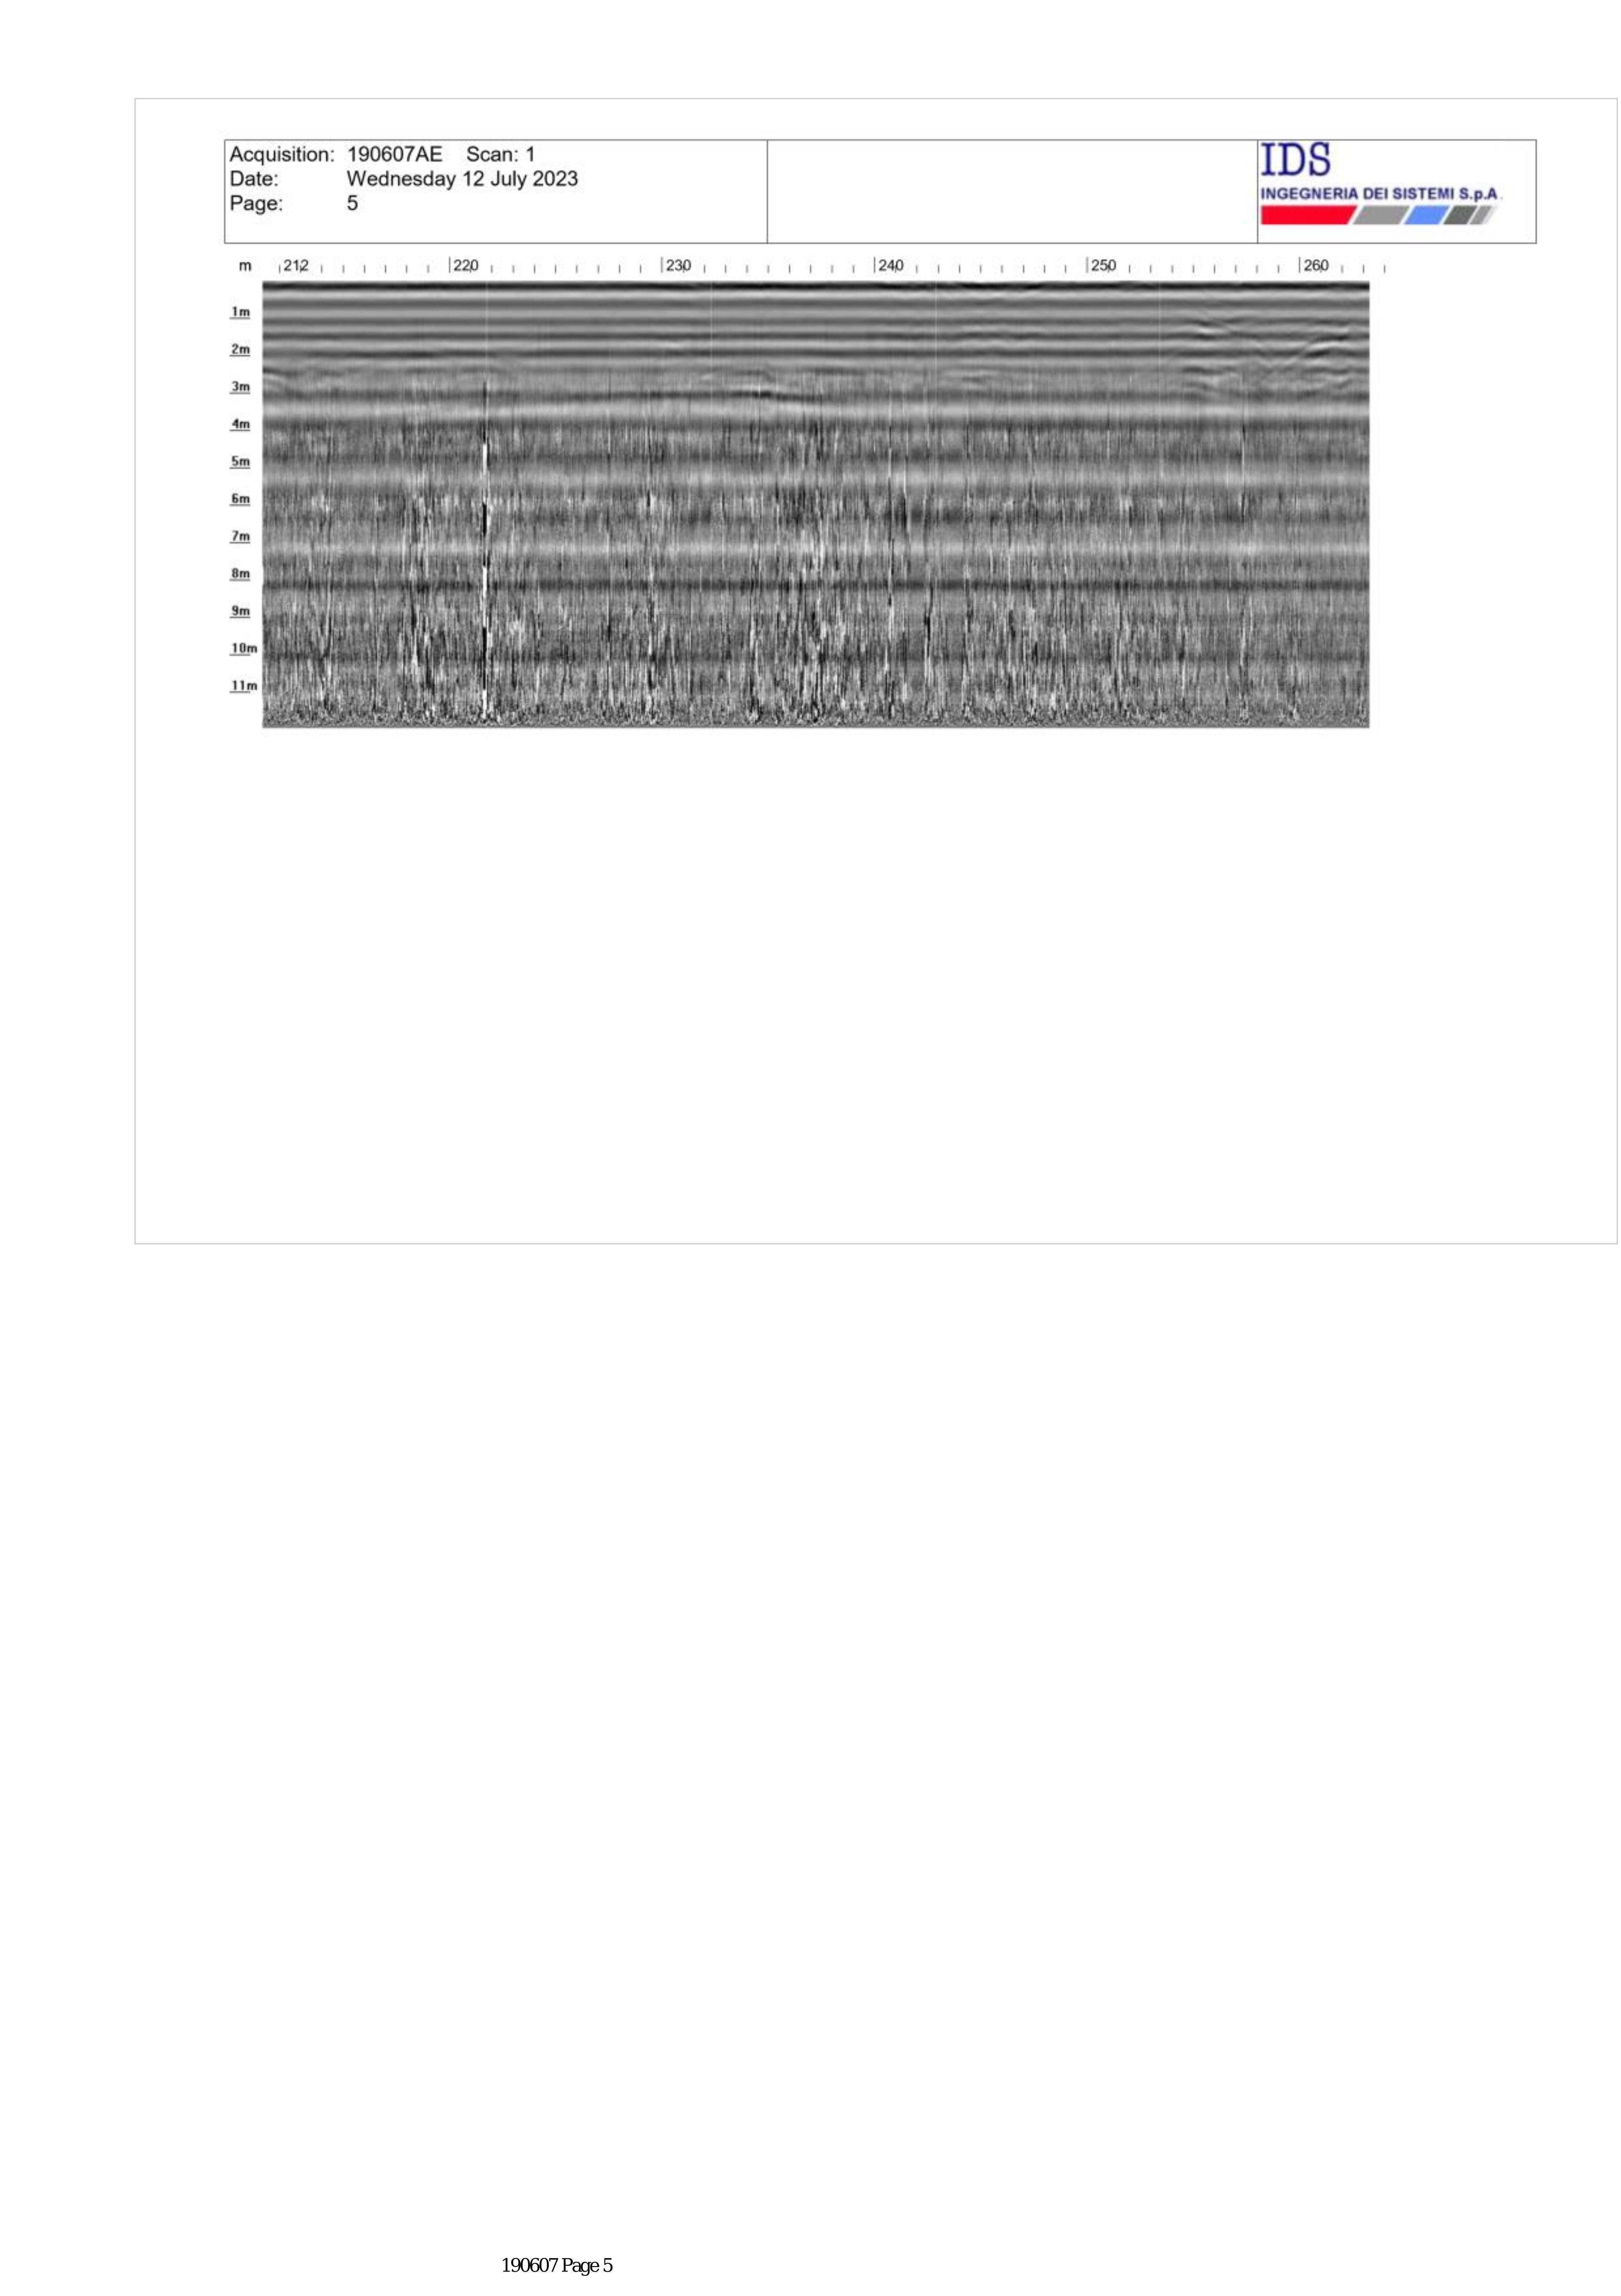 Acquisition: 190607AE Scan: 1
Date: Wednesday 12 July 2023
Page: 5
IDS
INGEGNERIA DEI SISTEMI S.p.A.
m 212 220 230 240 250 260
1m
2m
3m
4m
5m
6m
7m
8m
9m
10m
11m
190607 Page 5